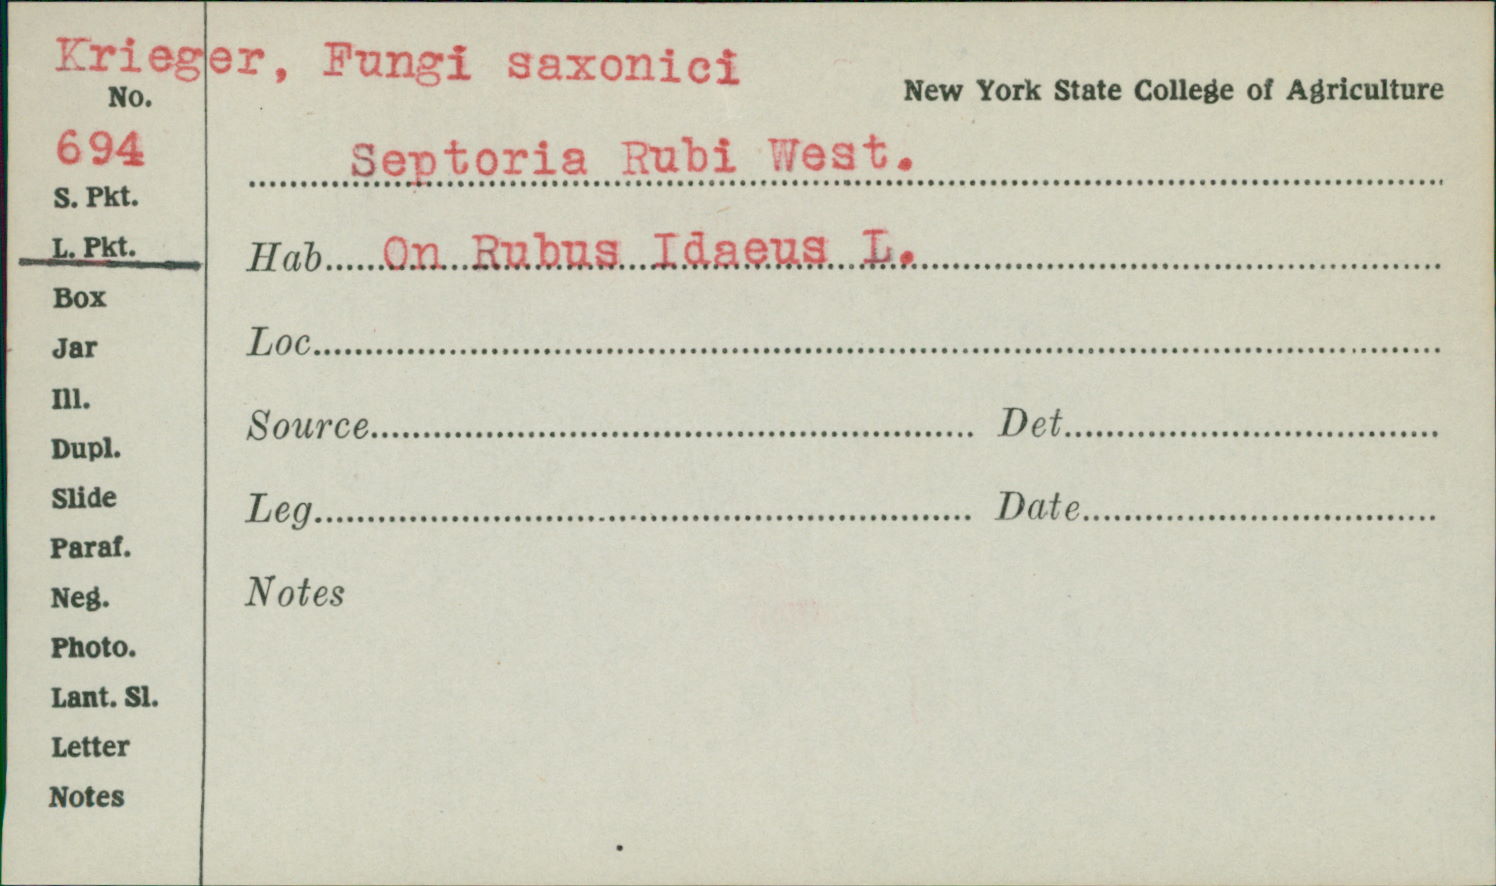 Krieger, Fungi saxonici
New York State College of Agriculture
No.
694
Septoria Rubi West.
S. Pkt.
L. Pkt.
Hab. On Rubus Idaeus L.
Box
Jar
Loc.
Ill.
Source
Det.
Dupl.
Slide
Leg.
Date
Paraf.
Neg.
Notes
Photo.
Lant. Sl.
Letter
Notes